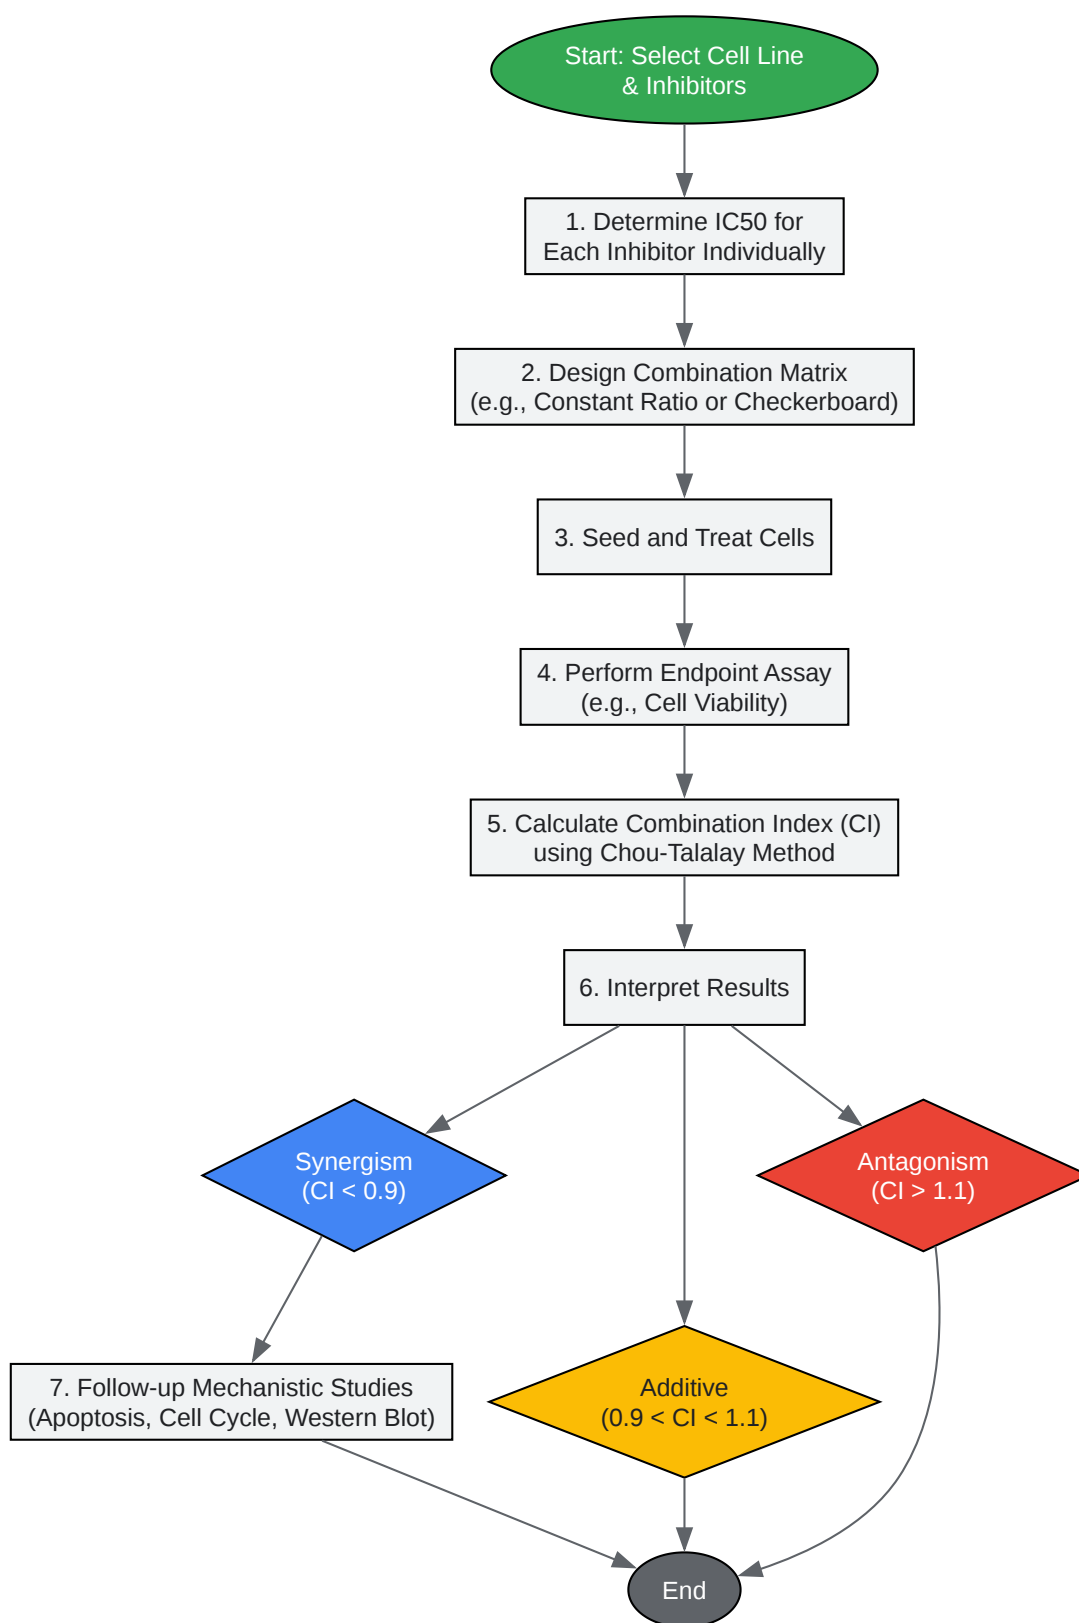 Start: Select Cell Line
& Inhibitors
1. Determine IC50 for
Each Inhibitor Individually
2. Design Combination Matrix
(e.g., Constant Ratio or Checkerboard)
3. Seed and Treat Cells
4. Perform Endpoint Assay
(e.g., Cell Viability)
5. Calculate Combination Index (CI)
using Chou-Talalay Method
6. Interpret Results
Synergism
(CI < 0.9)
Antagonism
(CI > 1.1)
7. Follow-up Mechanistic Studies
(Apoptosis, Cell Cycle, Western Blot)
Additive
(0.9 < CI < 1.1)
End